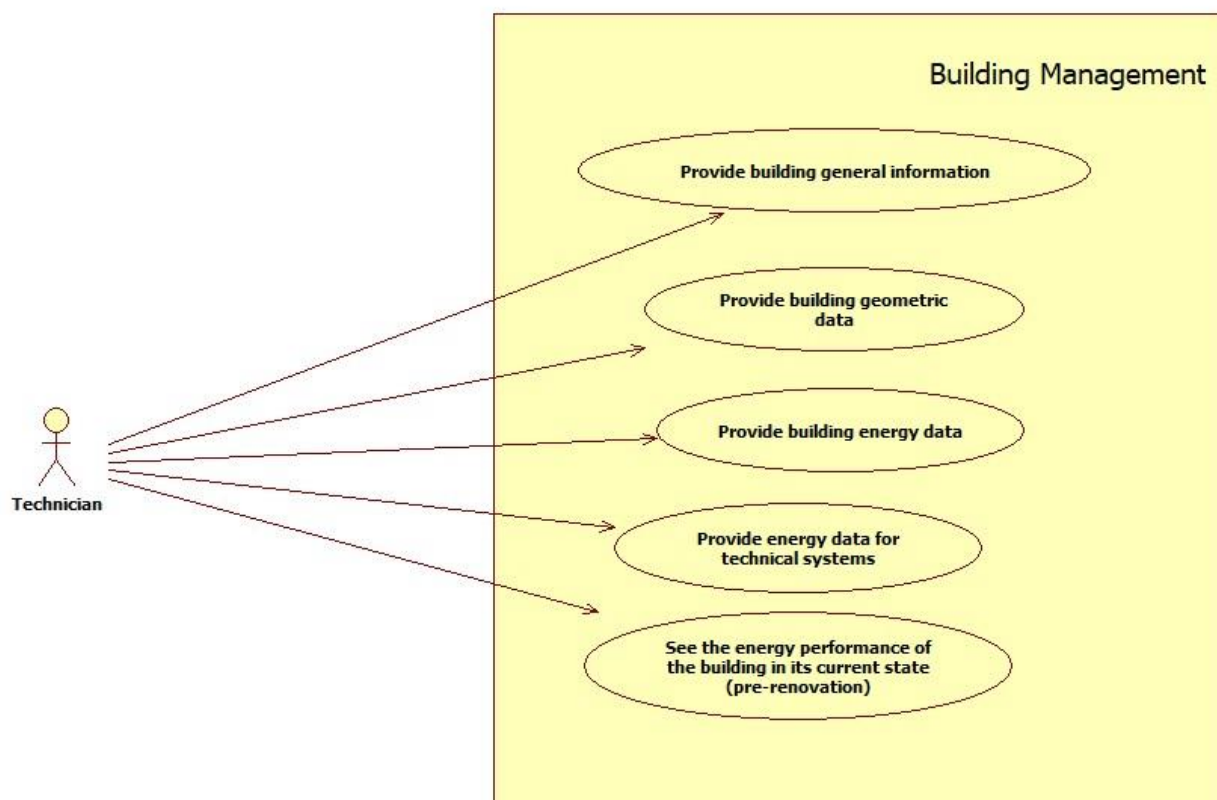 Building Management
Provide building general information
Provide building geometric
data
Provide building energy data
Technician
Provide energy data for
technical systems
See the energy performance of
the building in its current state
(pre-renovation)